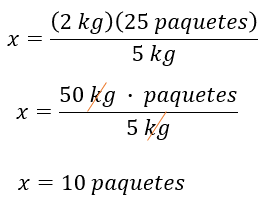 x = (2 kg)(25 paquetes) / 5 kg
x = 50 kg · paquetes / 5 kg
x = 10 paquetes